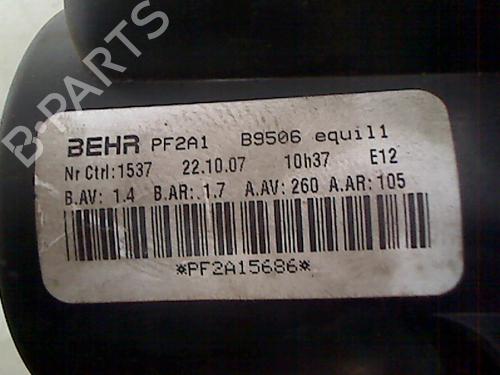 B-PARTS
BEHR PF2A1 B9506 equil1
Nr Ctrl:1537 22.10.07 10h37 E12
B.AV: 1.4 B.AR: 1.7 A.AV: 260 A.AR: 105
*PF2A15686*